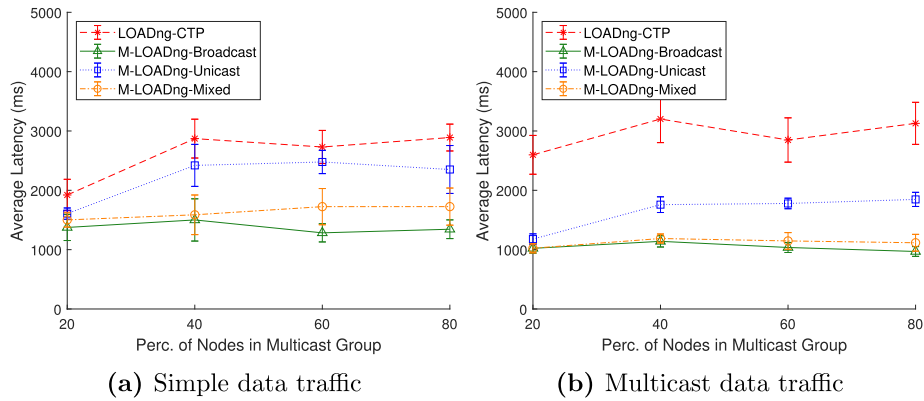 5000
4000
3000
2000
1000
0
Average Latency (ms)
LOADng-CTP
M-LOADng-Broadcast
M-LOADng-Unicast
M-LOADng-Mixed
20 40 60 80
Perc. of Nodes in Multicast Group
(a) Simple data traffic
5000
4000
3000
2000
1000
0
Average Latency (ms)
LOADng-CTP
M-LOADng-Broadcast
M-LOADng-Unicast
M-LOADng-Mixed
20 40 60 80
Perc. of Nodes in Multicast Group
(b) Multicast data traffic